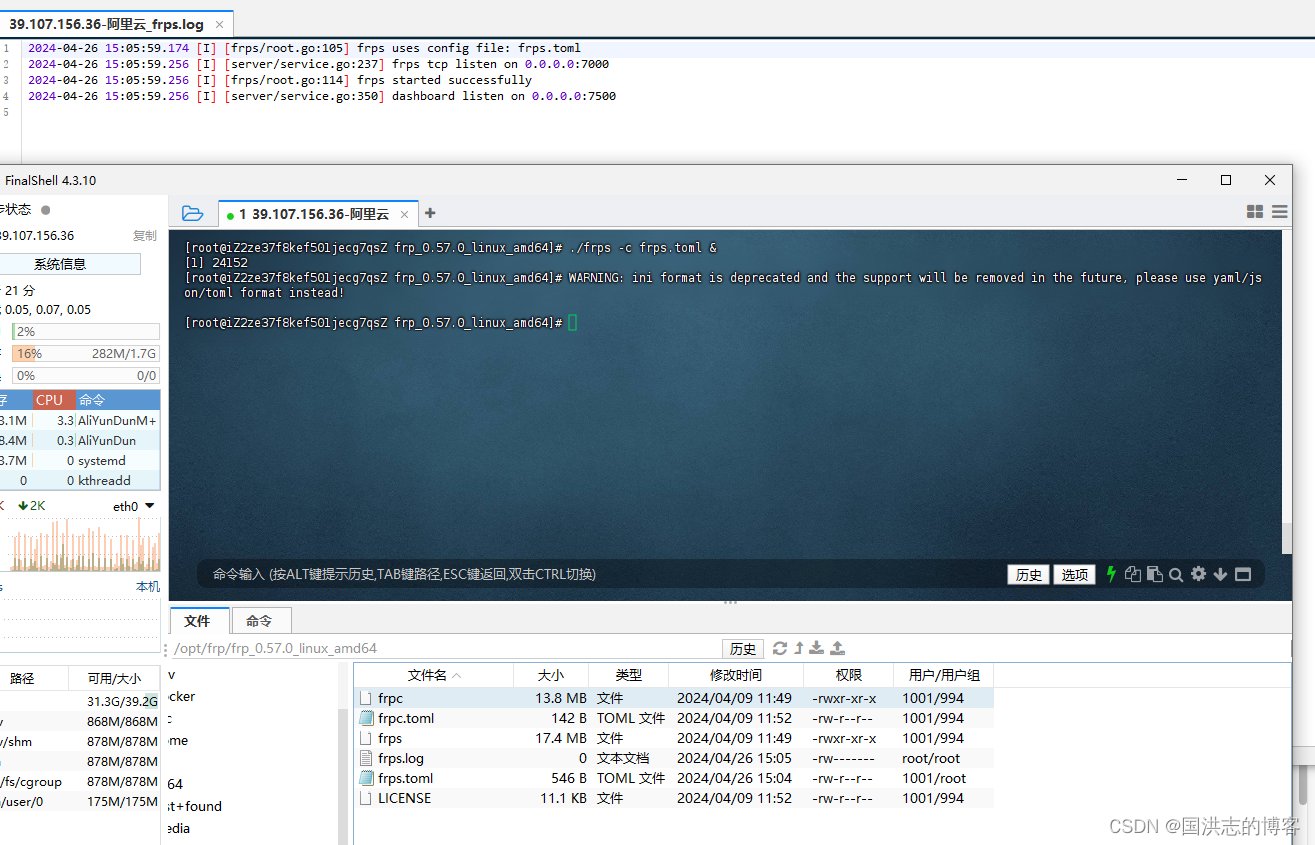 39.107.156.36-阿里云_frps.log ×
1 2024-04-26 15:05:59.174 [I] [frps/root.go:105] frps uses config file: frps.toml
2 2024-04-26 15:05:59.256 [I] [server/service.go:237] frps tcp listen on 0.0.0.0:7000
3 2024-04-26 15:05:59.256 [I] [frps/root.go:114] frps started successfully
4 2024-04-26 15:05:59.256 [I] [server/service.go:350] dashboard listen on 0.0.0.0:7500
5
FinalShell 4.3.10
状态
39.107.156.36 复制
系统信息
21 分
0.05, 0.07, 0.05
2%
16% 282M/1.7G
0% 0/0
存 CPU 命令
3.1M 3.3 AliYunDunM+
8.4M 0.3 AliYunDun
8.7M 0 systemd
0 0 kthreadd
K 2K eth0
本机
路径 可用/大小
31.3G/39.2G
868M/868M
/shm 878M/878M
878M/878M
/fs/cgroup 878M/878M
/user/0 175M/175M
1 39.107.156.36-阿里云 × +
[root@iZ2ze37f8kef501jecg7qsZ frp_0.57.0_linux_amd64]# ./frps -c frps.toml &
[1] 24152
[root@iZ2ze37f8kef501jecg7qsZ frp_0.57.0_linux_amd64]# WARNING: ini format is deprecated and the support will be removed in the future, please use yaml/js
on/toml format instead!
[root@iZ2ze37f8kef501jecg7qsZ frp_0.57.0_linux_amd64]#
命令输入 (按ALT键提示历史,TAB键路径,ESC键返回,双击CTRL切换) 历史 选项
文件 命令
/opt/frp/frp_0.57.0_linux_amd64 历史
v
ocker
c
ome
64
st+found
edia
文件名 大小 类型 修改时间 权限 用户/用户组
frpc 13.8 MB 文件 2024/04/09 11:49 -rwxr-xr-x 1001/994
frpc.toml 142 B TOML 文件 2024/04/09 11:52 -rw-r--r-- 1001/994
frps 17.4 MB 文件 2024/04/09 11:49 -rwxr-xr-x 1001/994
frps.log 0 文本文档 2024/04/26 15:05 -rw------- root/root
frps.toml 546 B TOML 文件 2024/04/26 15:04 -rw-r--r-- 1001/root
LICENSE 11.1 KB 文件 2024/04/09 11:52 -rw-r--r-- 1001/994
CSDN @国洪志的博客